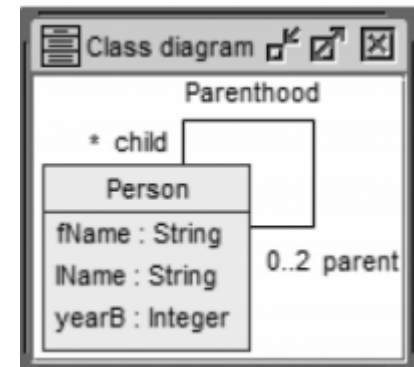 Class diagram
Parenthood
* child
Person
fName : String
lName : String
0..2 parent
yearB : Integer